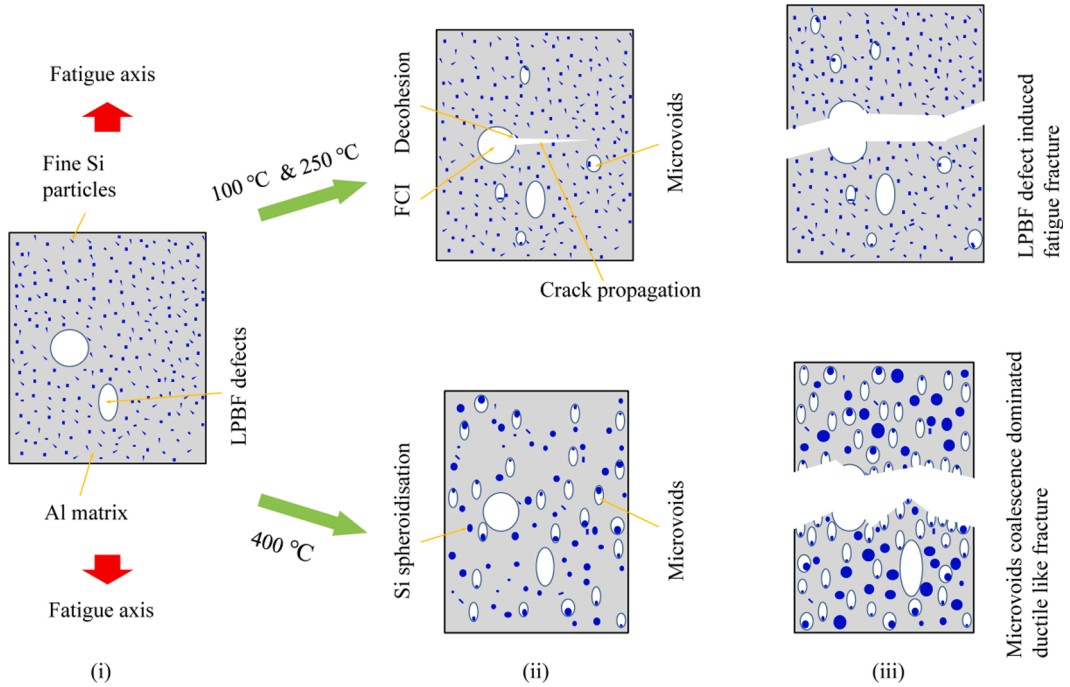 Fatigue axis
Fine Si
particles
LPBF defects
Al matrix
Fatigue axis
(i)
100 ℃ & 250 ℃
400 ℃
Decohesion
FCI
Microvoids
Crack propagation
Si spheroidisation
Microvoids
(ii)
LPBF defect induced
fatigue fracture
Microvoids coalescence dominated
ductile like fracture
(iii)